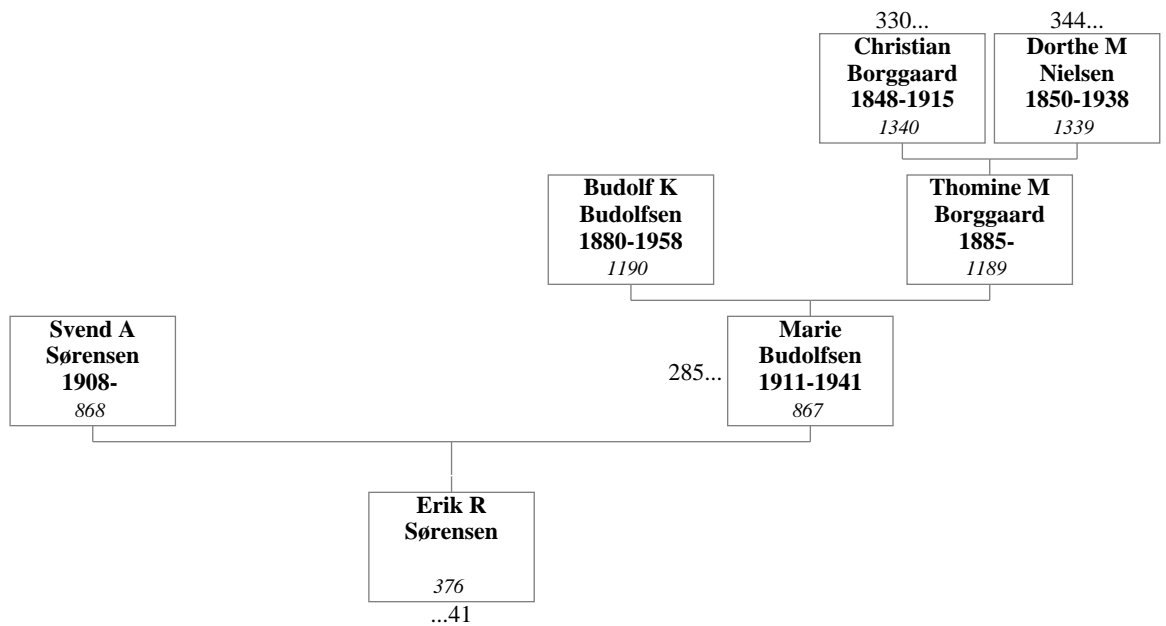 330...
344...
Christian
Borggaard
1848-1915
1340
Dorthe M
Nielsen
1850-1938
1339
Budolf K
Budolfsen
1880-1958
1190
Thomine M
Borggaard
1885-
1189
Svend A
Sørensen
1908-
868
285...
Marie
Budolfsen
1911-1941
867
Erik R
Sørensen
376
...41